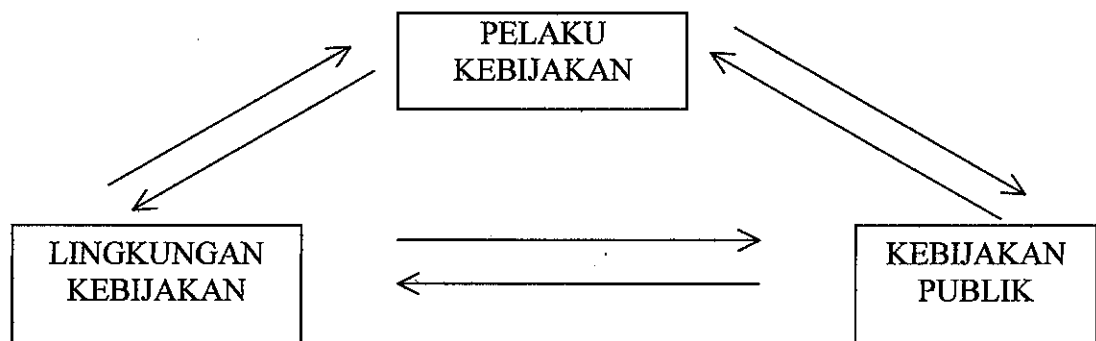 PELAKU
KEBIJAKAN
LINGKUNGAN
KEBIJAKAN
KEBIJAKAN
PUBLIK